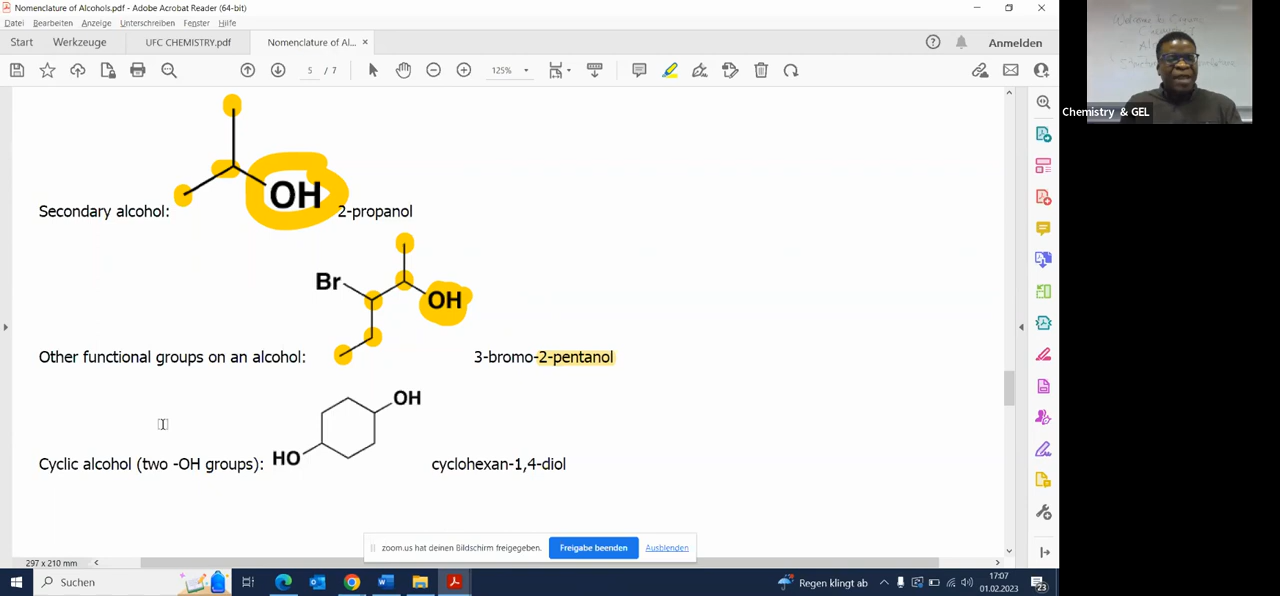 Nomenclature of Alcohols.pdf - Adobe Acrobat Reader (64-bit)
Datei Bearbeiten Anzeige Unterschreiben Fenster Hilfe
Start Werkzeuge UFC CHEMISTRY.pdf Nomenclature of Al... × Anmelden
5 / 7 125%
OH
Secondary alcohol: 2-propanol
Br
OH
Other functional groups on an alcohol: 3-bromo-2-pentanol
OH
HO
Cyclic alcohol (two -OH groups): cyclohexan-1,4-diol
zoom.us hat deinen Bildschirm freigegeben. Freigabe beenden Ausblenden
297 x 210 mm
Suchen Regen klingt ab 17:07
01.02.2023
23
Welcome to
Chemistry & GEL